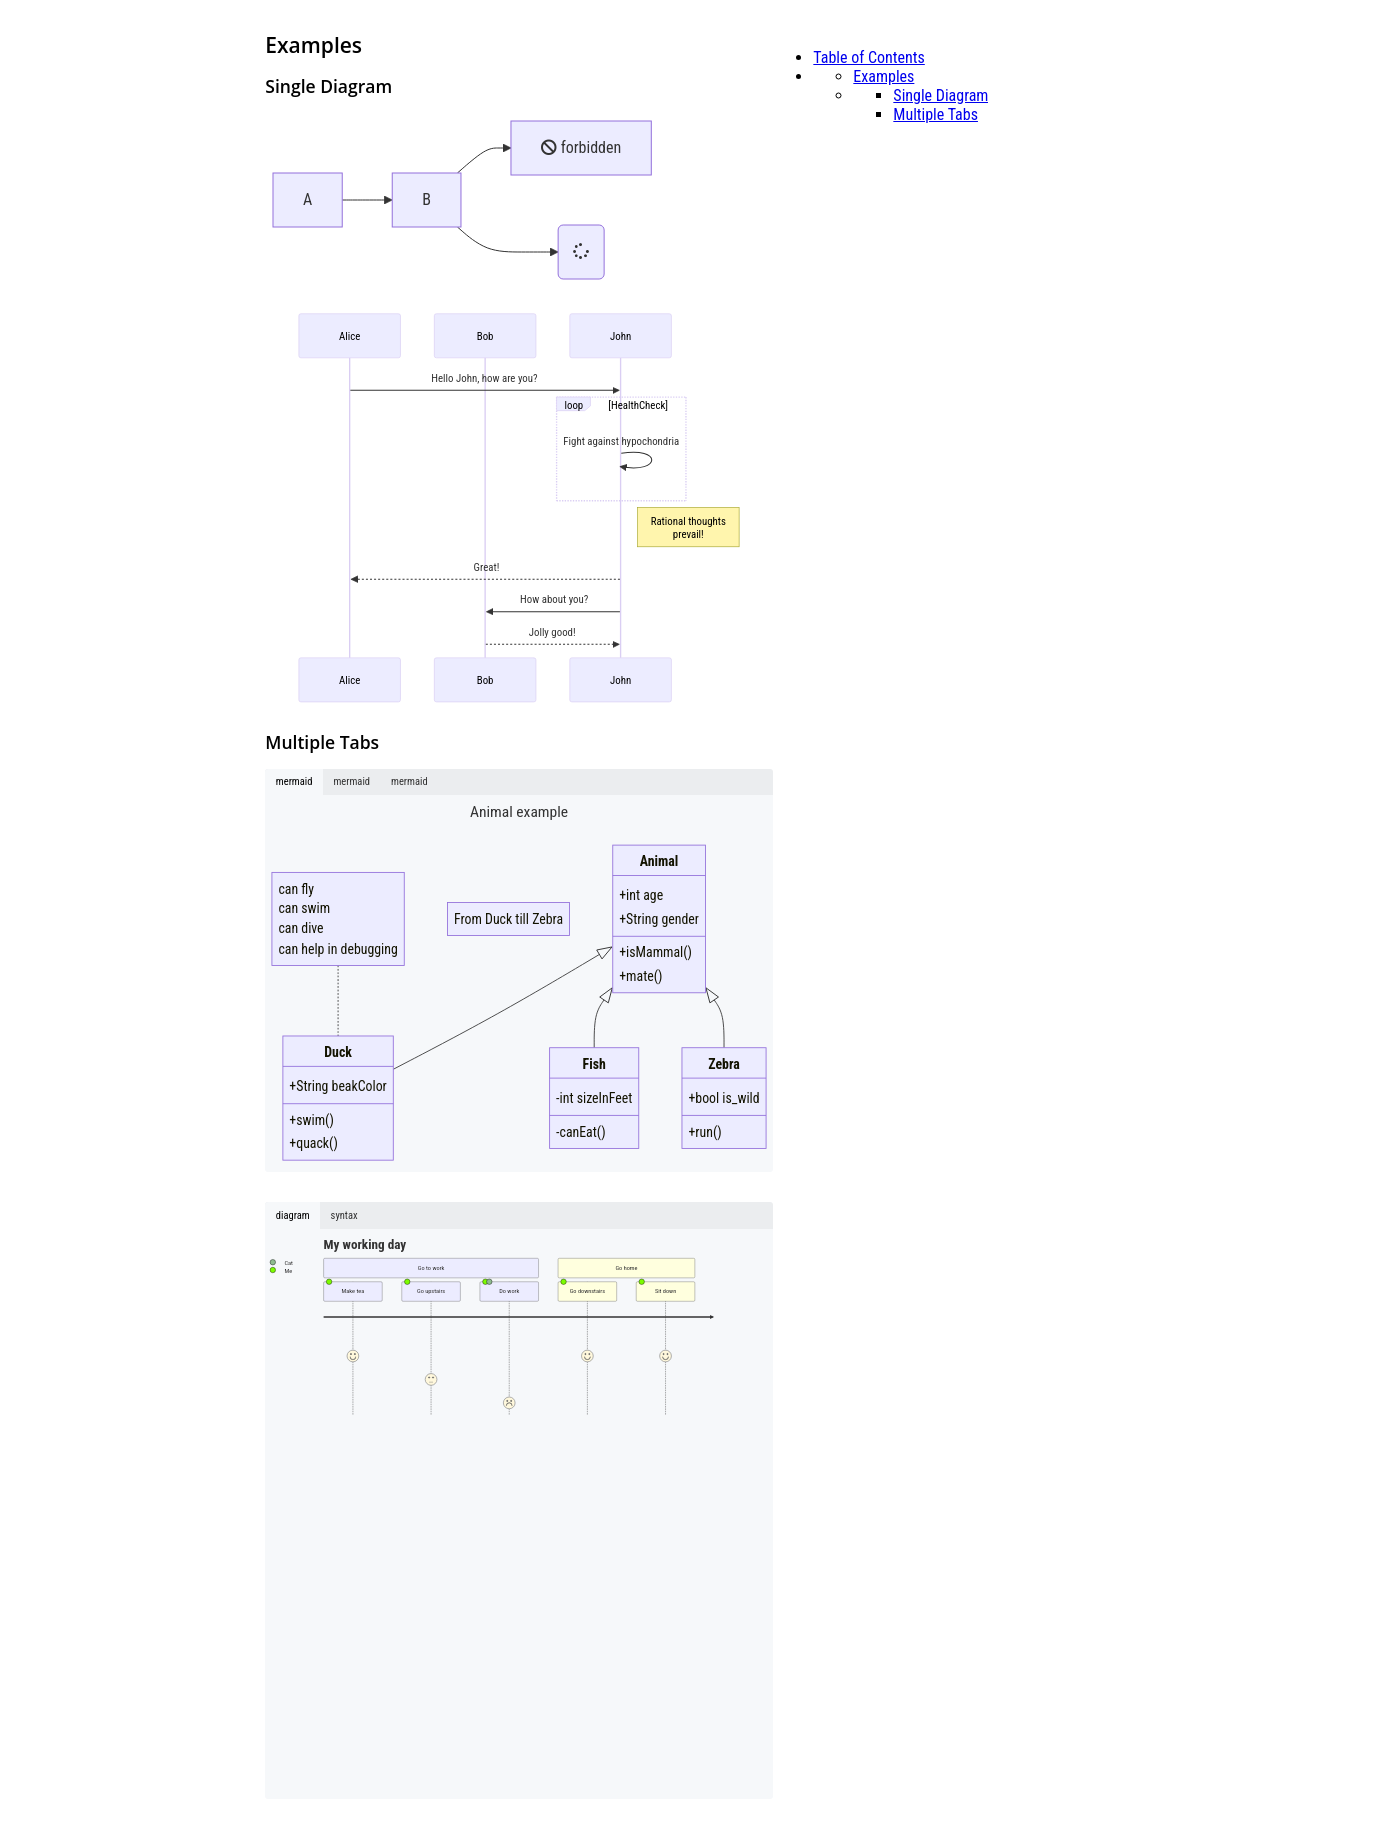 Examples
Single Diagram
Table of Contents
Examples
Single Diagram
Multiple Tabs
A
B
forbidden
Alice
Bob
John
Hello John, how are you?
loop
[HealthCheck]
Fight against hypochondria
Rational thoughts
prevail!
Great!
How about you?
Jolly good!
Alice
Bob
John
Multiple Tabs
mermaid
mermaid
mermaid
Animal example
can fly
can swim
can dive
can help in debugging
From Duck till Zebra
Animal
+int age
+String gender
+isMammal()
+mate()
Duck
+String beakColor
+swim()
+quack()
Fish
-int sizeInFeet
-canEat()
Zebra
+bool is_wild
+run()
diagram
syntax
My working day
Cat
Me
Go to work
Go home
Make tea
Go upstairs
Do work
Go downstairs
Sit down